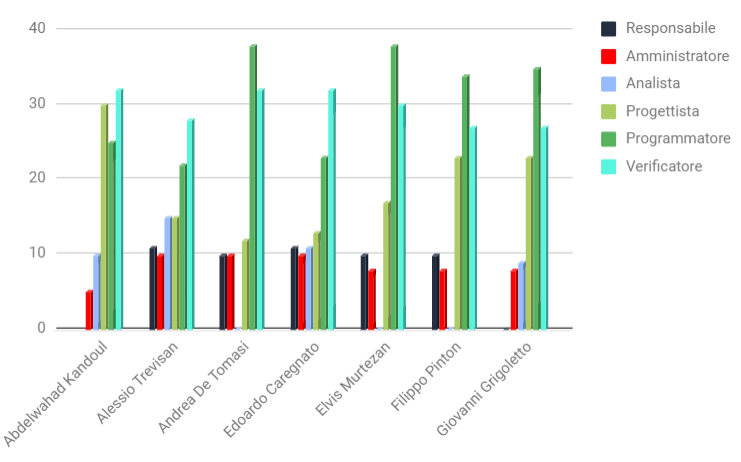 40
30
20
10
0
Abdelwahad Kandoul
Alessio Trevisan
Andrea De Tomasi
Edoardo Caregnato
Elvis Murtezan
Filippo Pinton
Giovanni Grigoletto
Responsabile
Amministratore
Analista
Progettista
Programmatore
Verificatore